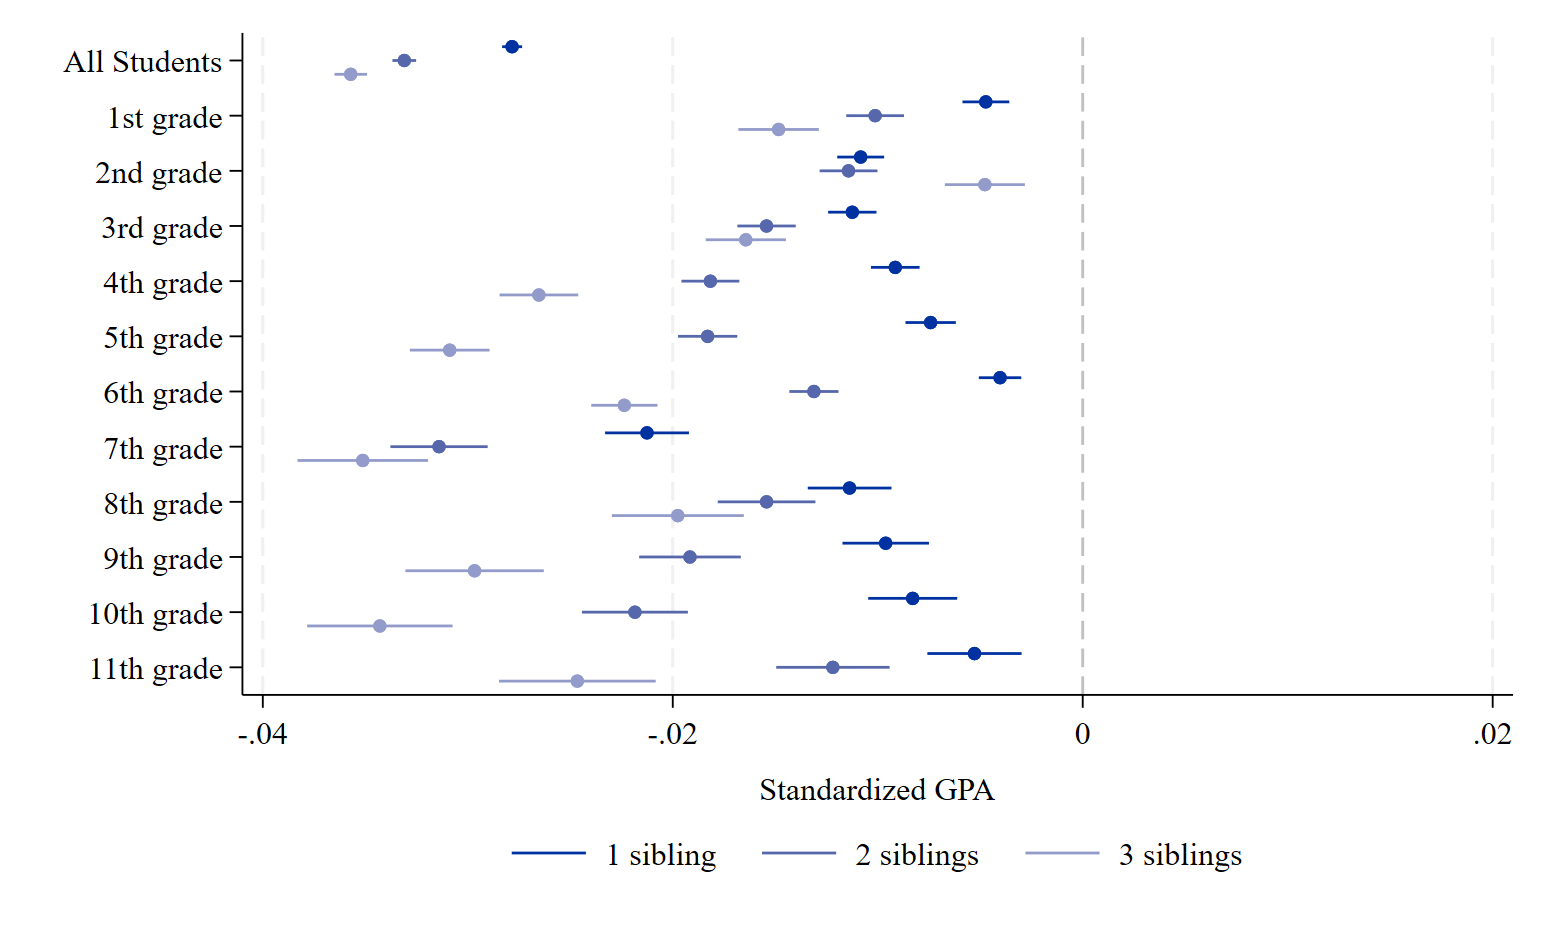 All Students
1st grade
2nd grade
3rd grade
4th grade
5th grade
6th grade
7th grade
8th grade
9th grade
10th grade
11th grade
-.04 -.02 0 .02
Standardized GPA
1 sibling 2 siblings 3 siblings